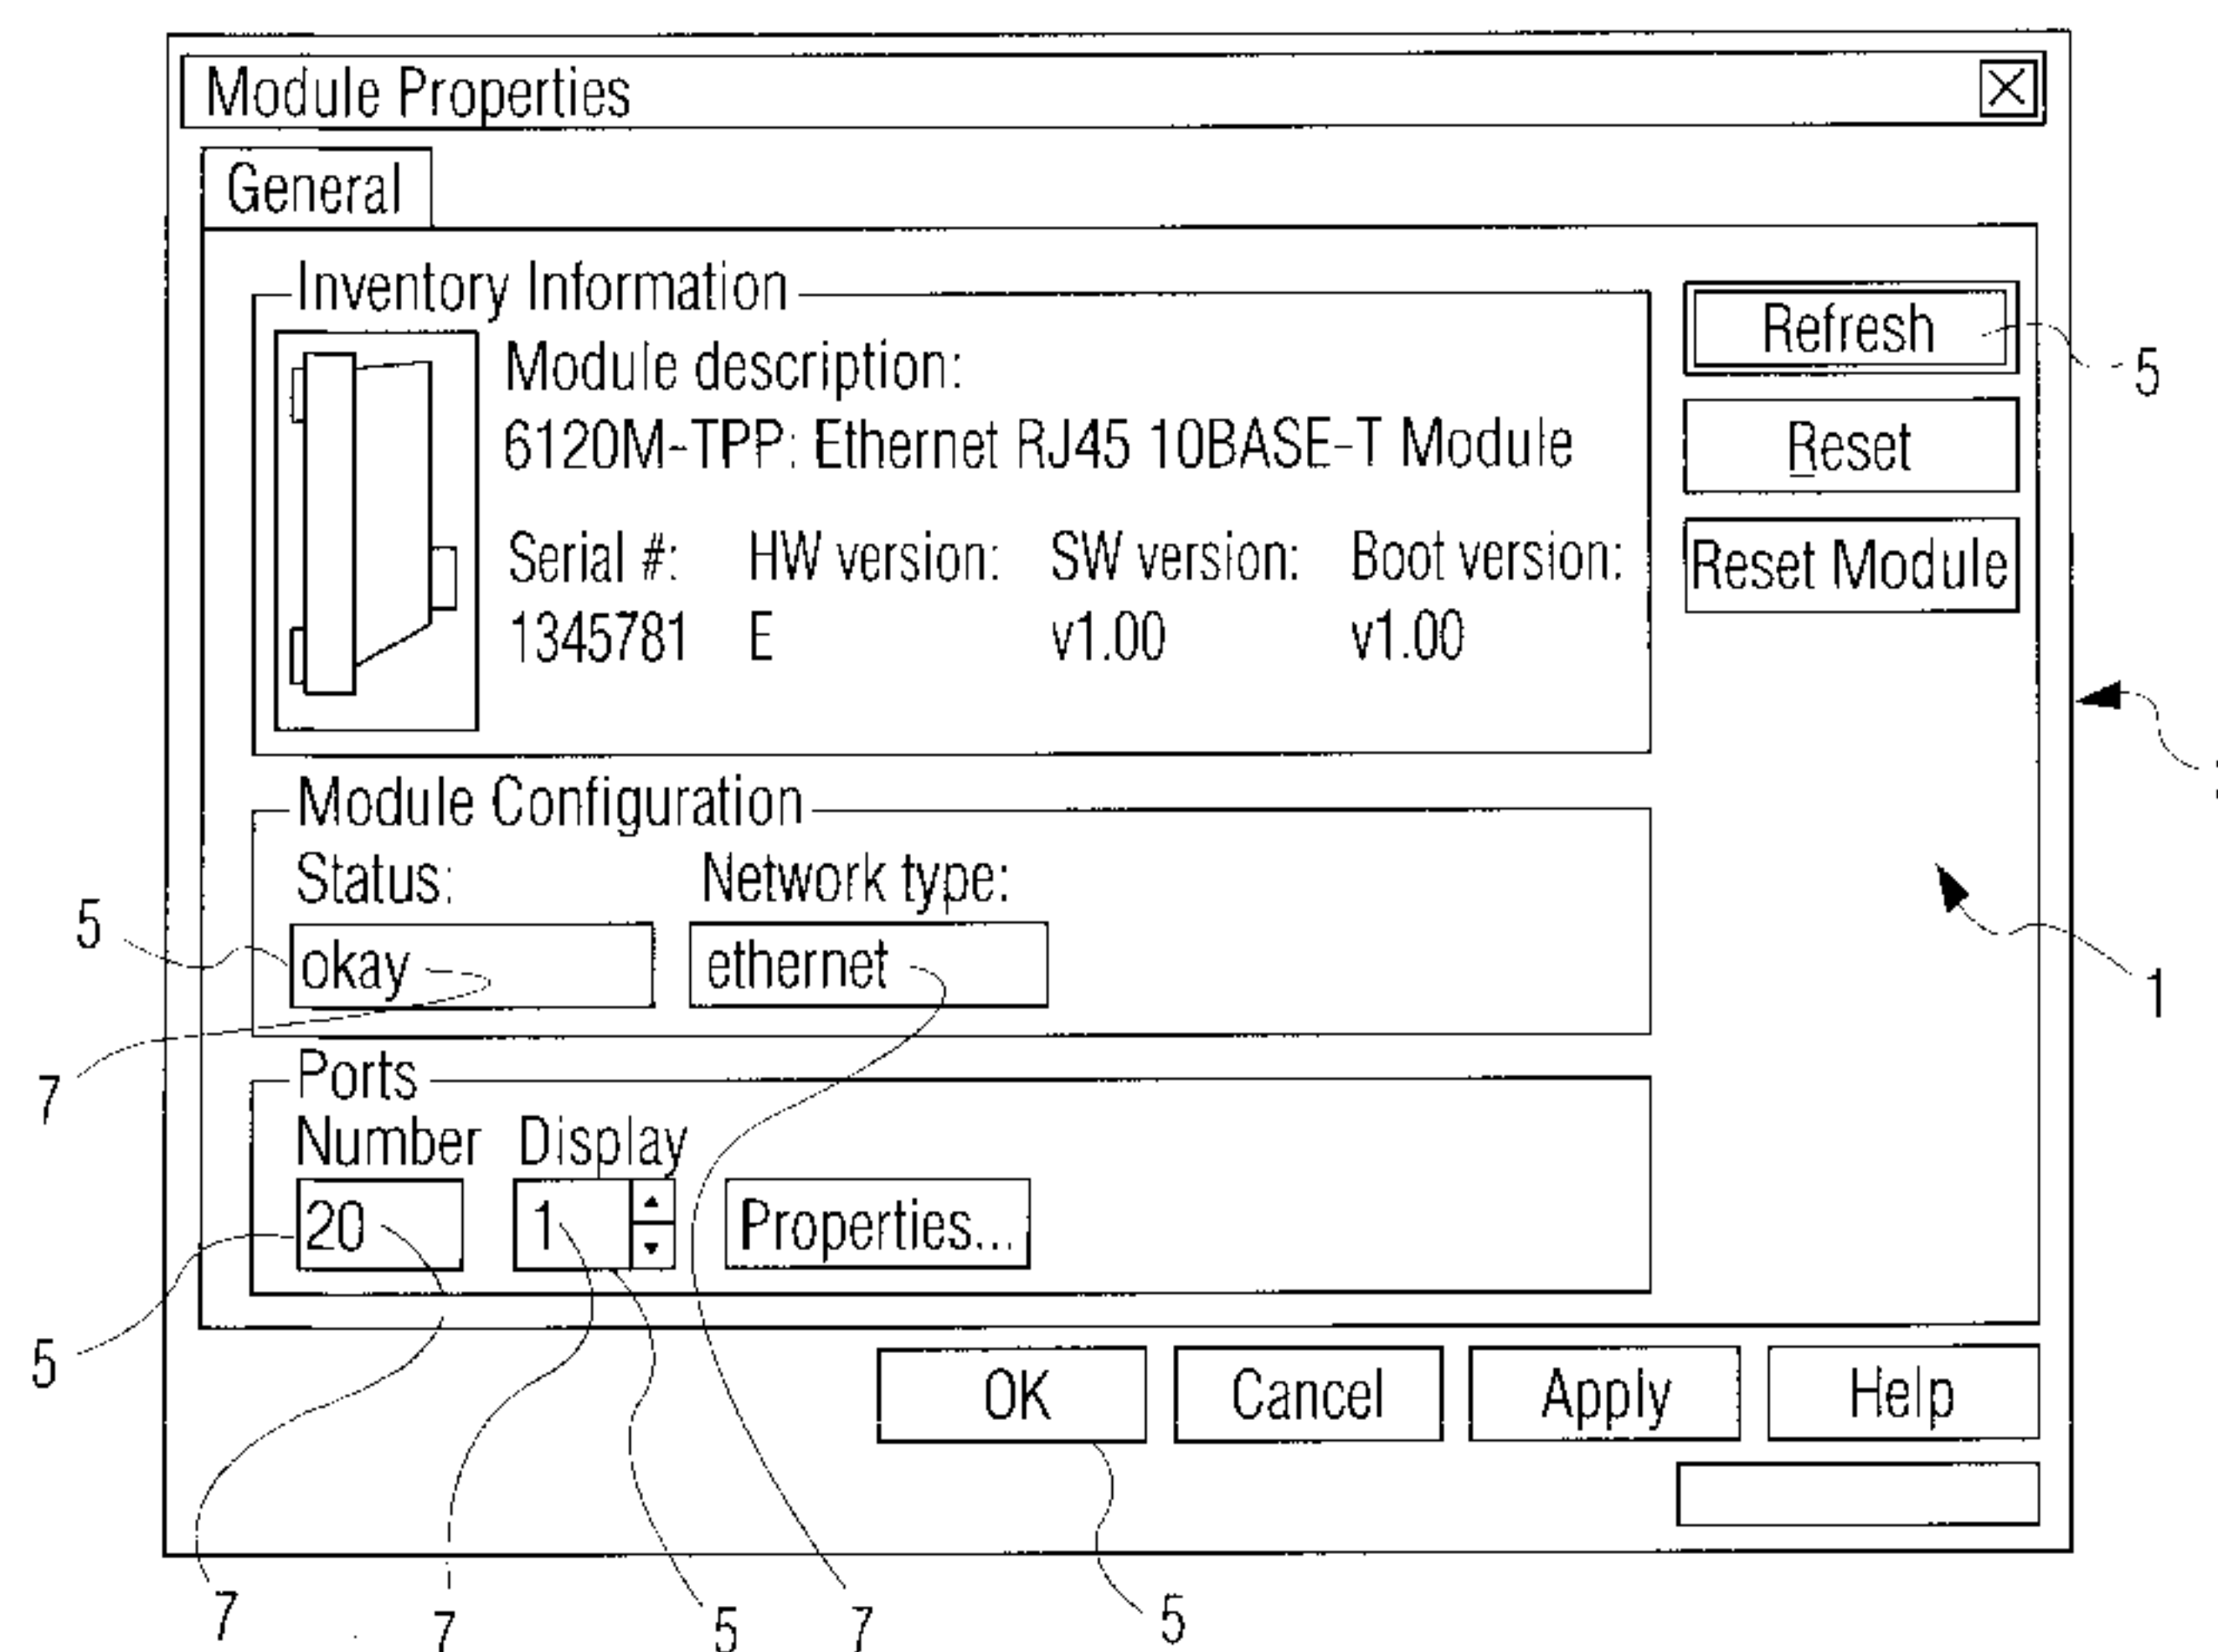 Module Properties
General
Inventory Information
Refresh
Module description:
5
6120M-TPP: Ethernet RJ45 10BASE-T Module
Reset
Serial #: HW version: SW version: Boot version:
Reset Module
1345781 E v1.00 v1.00
Module Configuration
Status: Network type:
5
okay ethernet
1
7
Ports
Number Display
20 1 Properties...
5
OK Cancel Apply Help
7 7 5 7 5